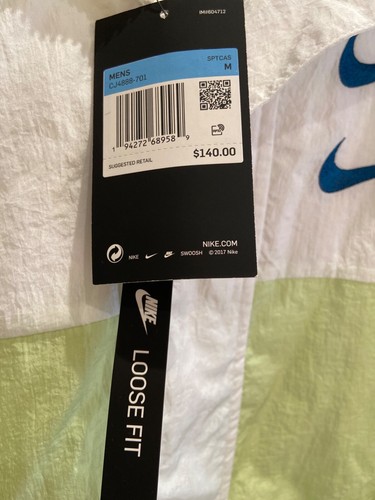 IMH604712
MENS
SPTCAS
CJ4888-701
M
1 94272 68958 9
SUGGESTED RETAIL
$140.00
NIKE.COM
NIKE SWOOSH © 2017 Nike
NIKE
LOOSE FIT